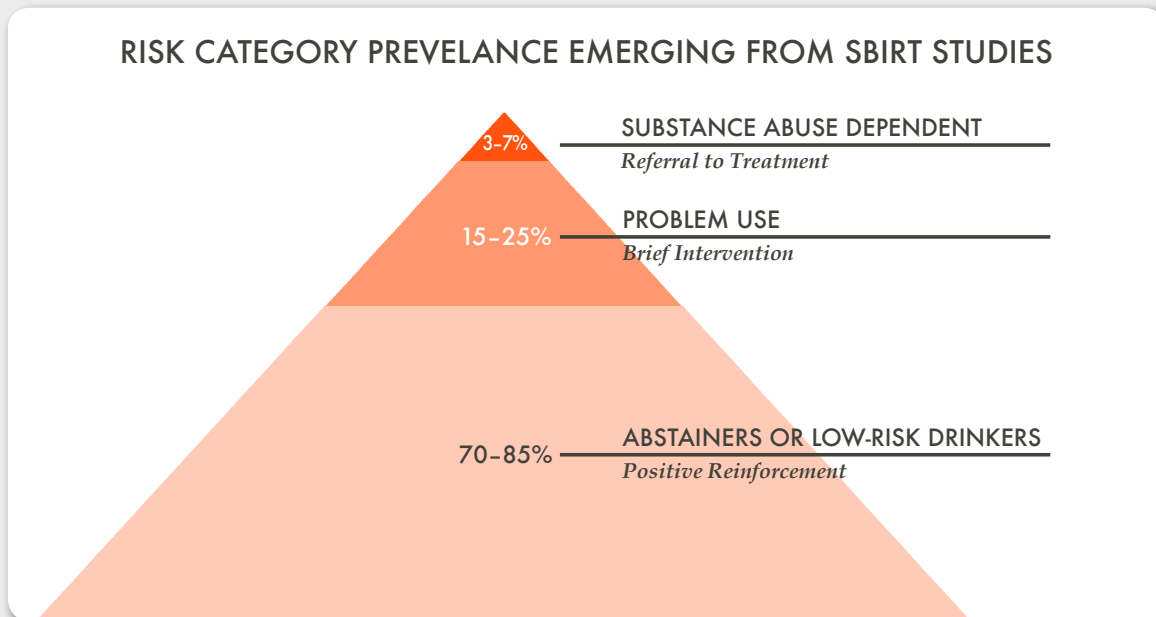 RISK CATEGORY PREVELANCE EMERGING FROM SBIRT STUDIES
3–7%
SUBSTANCE ABUSE DEPENDENT
Referral to Treatment
15–25%
PROBLEM USE
Brief Intervention
70–85%
ABSTAINERS OR LOW-RISK DRINKERS
Positive Reinforcement